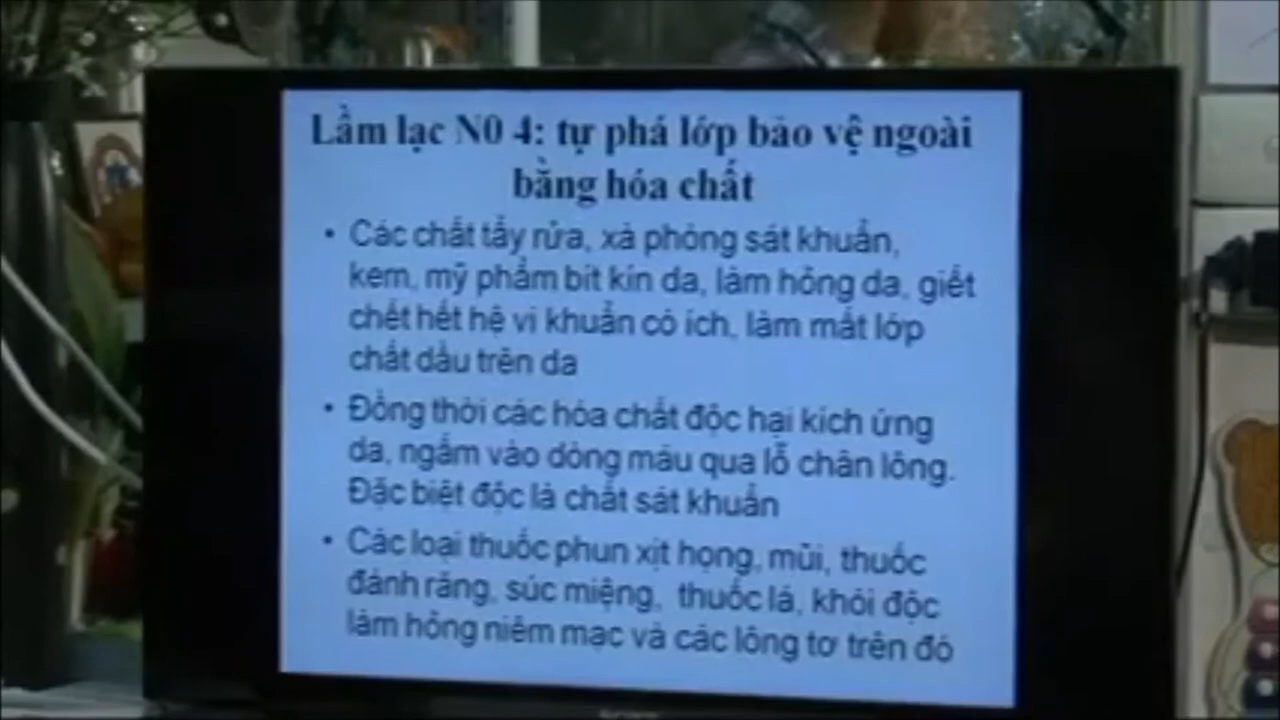 Lầm lạc N0 4: tự phá lớp bảo vệ ngoài
bằng hóa chất
• Các chất tẩy rửa, xà phòng sát khuẩn,
kem, mỹ phẩm bít kín da, làm hỏng da, giết
chết hết hệ vi khuẩn có ích, làm mất lớp
chất dầu trên da
• Đồng thời các hóa chất độc hại kích ứng
da, ngấm vào dòng máu qua lỗ chân lông.
Đặc biệt độc là chất sát khuẩn
• Các loại thuốc phun xịt họng, mũi, thuốc
đánh răng, súc miệng, thuốc lá, khói độc
làm hỏng niêm mạc và các lông tơ trên đó